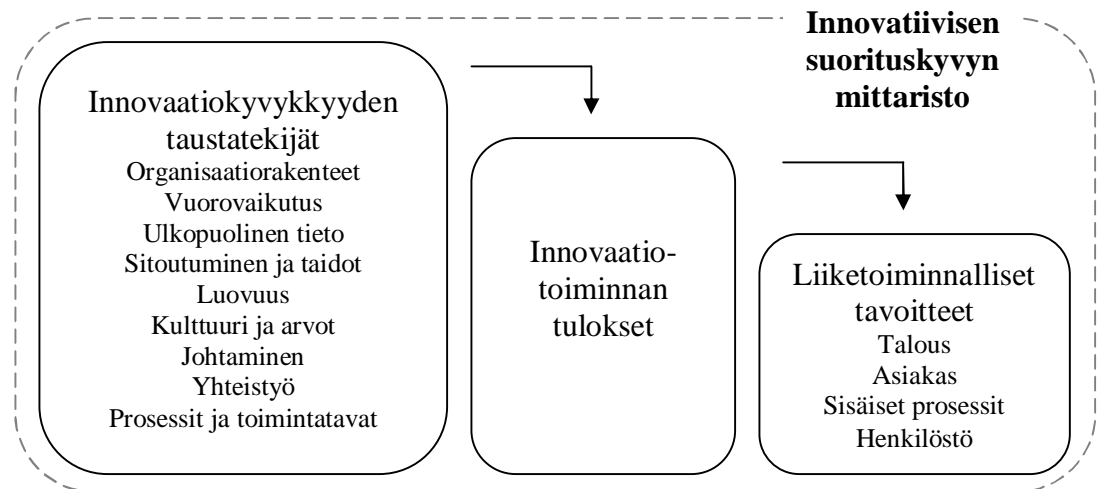 Innovatiivisen
suorituskyvyn
mittaristo
Innovaatiokyvykkyyden
taustatekijät
Organisaatiorakenteet
Vuorovaikutus
Ulkopuolinen tieto
Sitoutuminen ja taidot
Luovuus
Kulttuuri ja arvot
Johtaminen
Yhteistyö
Prosessit ja toimintatavat
Innovaatio-
toiminnan
tulokset
Liiketoiminnalliset
tavoitteet
Talous
Asiakas
Sisäiset prosessit
Henkilöstö